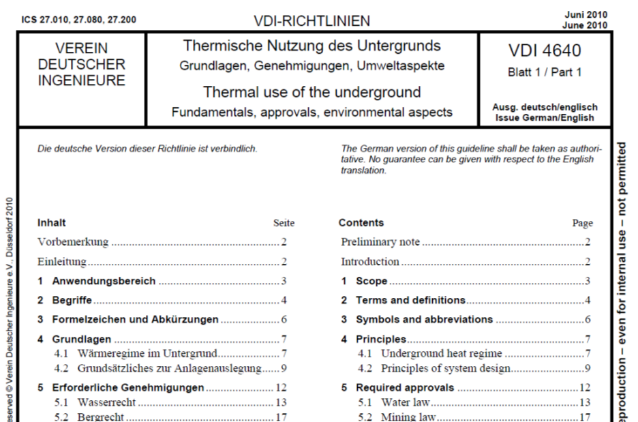 ICS 27.010, 27.080, 27.200
VDI-RICHTLINIEN
Juni 2010
June 2010
VEREIN
DEUTSCHER
INGENIEURE
Thermische Nutzung des Untergrunds
Grundlagen, Genehmigungen, Umweltaspekte
Thermal use of the underground
Fundamentals, approvals, environmental aspects
VDI 4640
Blatt 1 / Part 1
Ausg. deutsch/englisch
Issue German/English
Die deutsche Version dieser Richtlinie ist verbindlich.
The German version of this guideline shall be taken as authori-
tative. No guarantee can be given with respect to the English
translation.
Inhalt Seite
Vorbemerkung ... 2
Einleitung ... 2
1 Anwendungsbereich ... 3
2 Begriffe ... 4
3 Formelzeichen und Abkürzungen ... 6
4 Grundlagen ... 7
4.1 Wärmeregime im Untergrund ... 7
4.2 Grundsätzliches zur Anlagenauslegung ... 9
5 Erforderliche Genehmigungen ... 12
5.1 Wasserrecht ... 13
5.2 Bergrecht ... 17
Contents Page
Preliminary note ... 2
Introduction ... 2
1 Scope ... 3
2 Terms and definitions ... 4
3 Symbols and abbreviations ... 6
4 Principles ... 7
4.1 Underground heat regime ... 7
4.2 Principles of system design ... 9
5 Required approvals ... 12
5.1 Water law ... 13
5.2 Mining law ... 17
eserved © Verein Deutscher Ingenieure e.V., Düsseldorf 2010
eproduction – even for internal use – not permitted